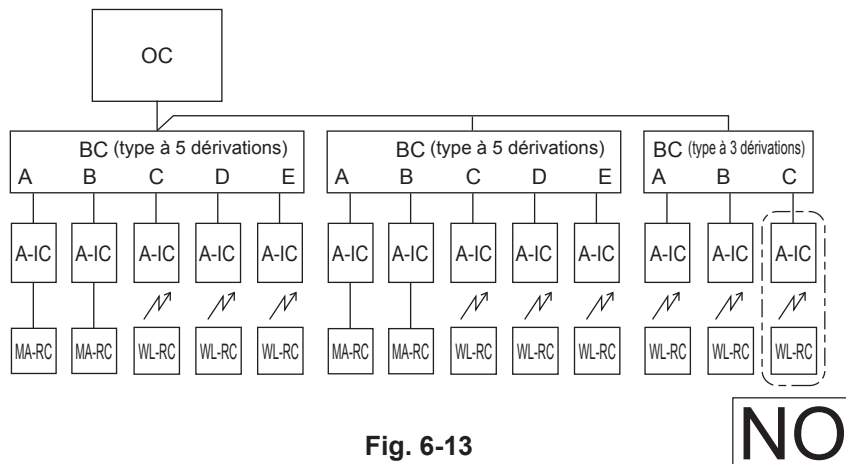 OC
BC (type à 5 dérivations)
A B C D E
BC (type à 5 dérivations)
A B C D E
BC (type à 3 dérivations)
A B C
A-IC A-IC A-IC A-IC A-IC A-IC A-IC A-IC A-IC A-IC A-IC A-IC A-IC
MA-RC MA-RC WL-RC WL-RC WL-RC MA-RC MA-RC WL-RC WL-RC WL-RC WL-RC WL-RC WL-RC
Fig. 6-13
NO